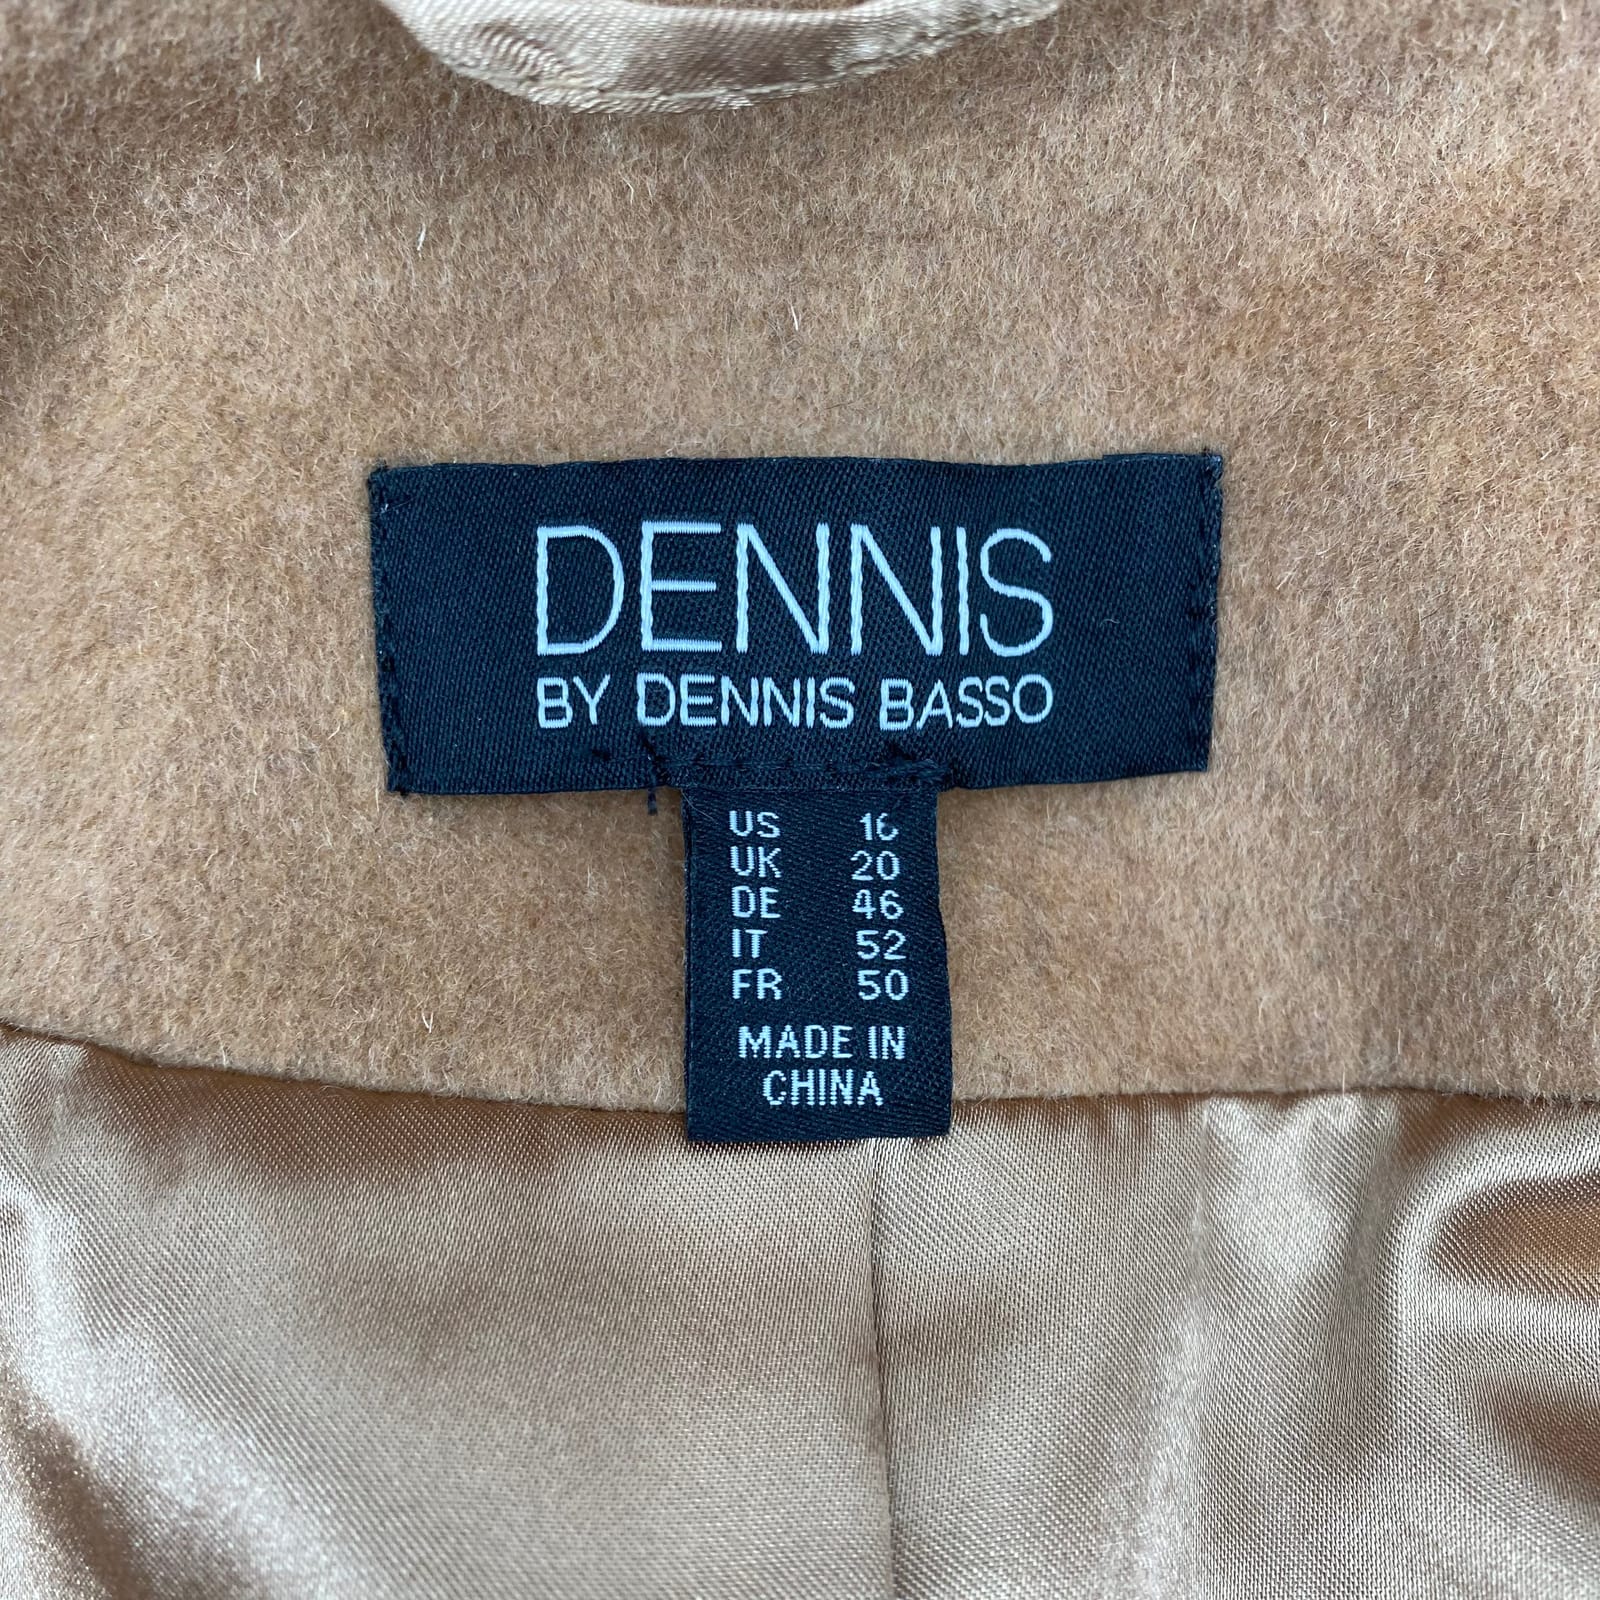 DENNIS
BY DENNIS BASSO
US 16
UK 20
DE 46
IT 52
FR 50
MADE IN
CHINA